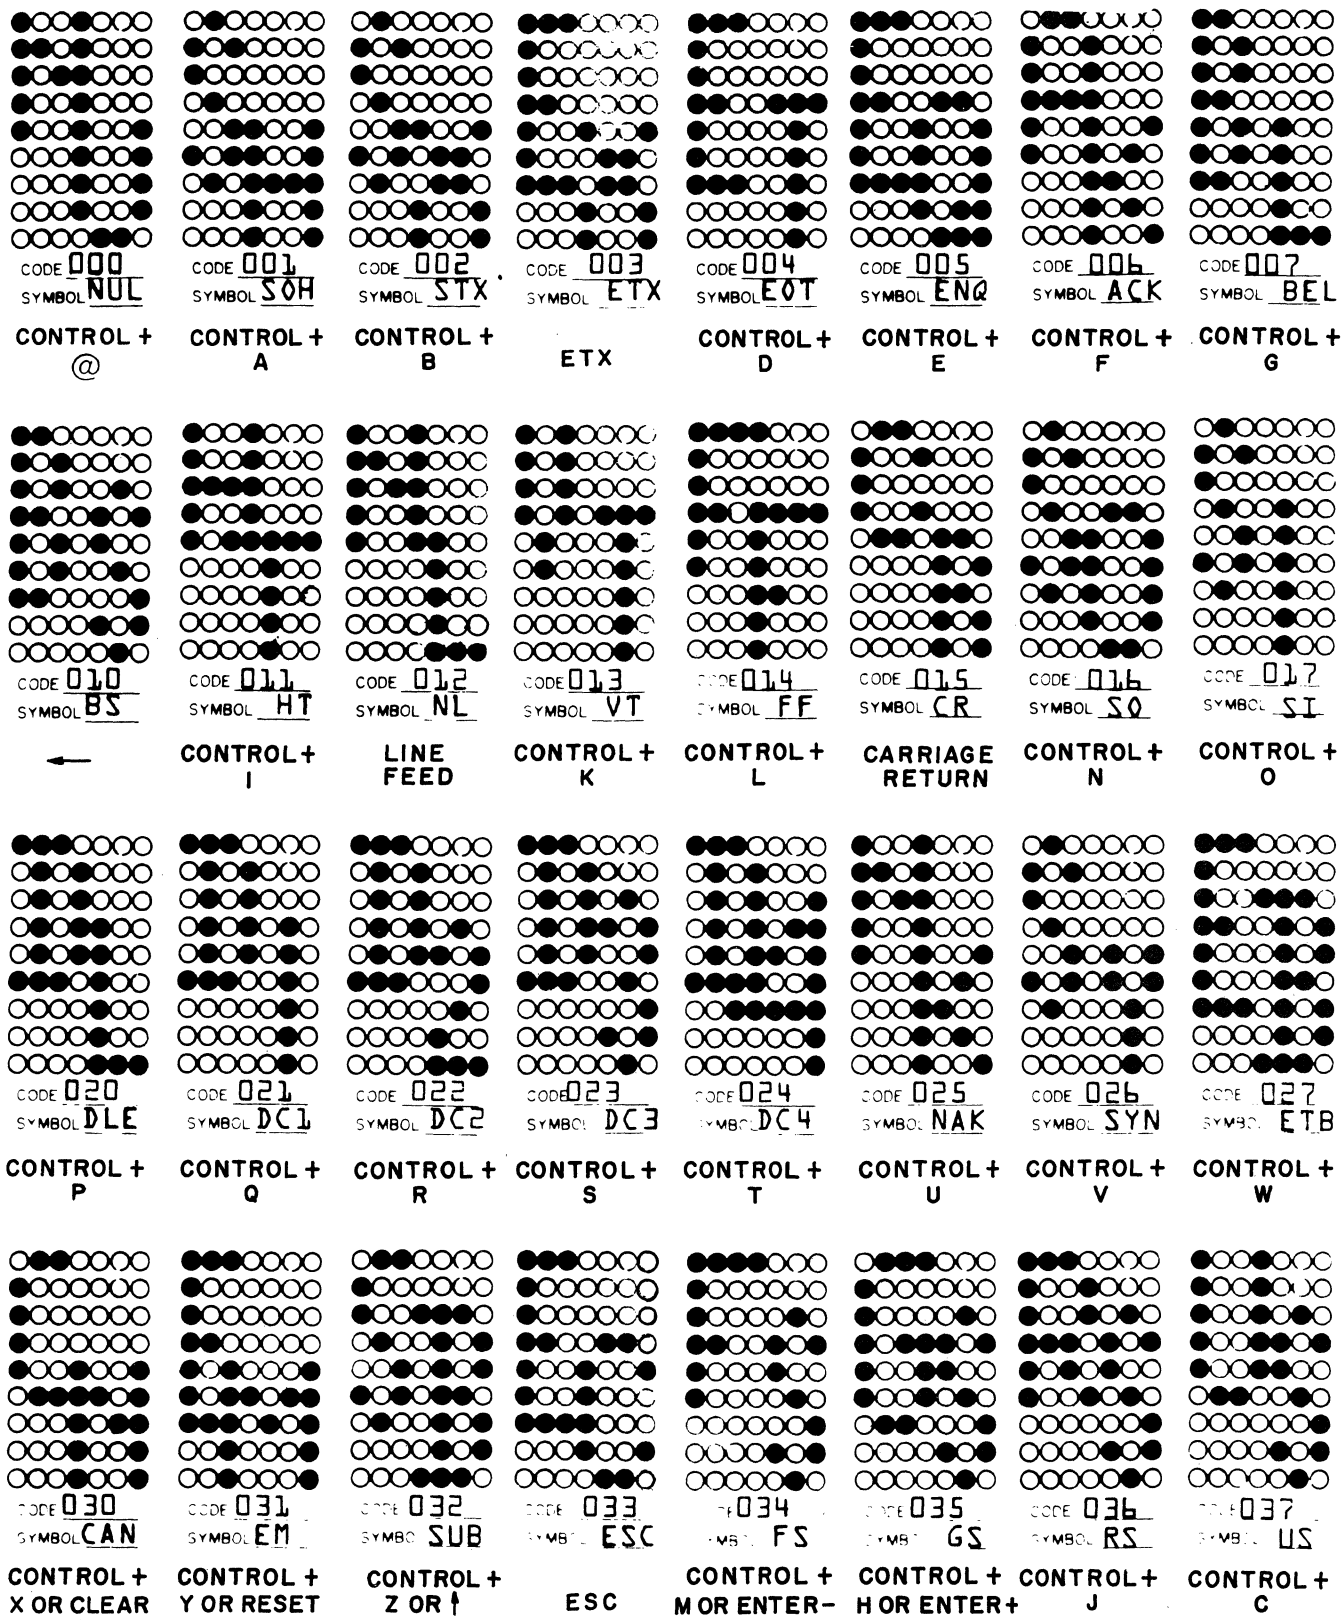 CODE 000 CODE 001 CODE 002 CODE 003 CODE 004 CODE 005 CODE 006 CODE 007
SYMBOL NUL SYMBOL SOH SYMBOL STX SYMBOL ETX SYMBOL EOT SYMBOL ENQ SYMBOL ACK SYMBOL BEL
CONTROL + CONTROL + CONTROL + ETX CONTROL + CONTROL + CONTROL + CONTROL +
@ A B D E F G
CODE 010 CODE 011 CODE 012 CODE 013 CODE 014 CODE 015 CODE 016 CODE 017
SYMBOL BS SYMBOL HT SYMBOL NL SYMBOL VT SYMBOL FF SYMBOL CR SYMBOL SO SYMBOL SI
← CONTROL + LINE CONTROL + CONTROL + CARRIAGE CONTROL + CONTROL +
I FEED K L RETURN N O
CODE 020 CODE 021 CODE 022 CODE 023 CODE 024 CODE 025 CODE 026 CODE 027
SYMBOL DLE SYMBOL DC1 SYMBOL DC2 SYMBOL DC3 SYMBOL DC4 SYMBOL NAK SYMBOL SYN SYMBOL ETB
CONTROL + CONTROL + CONTROL + CONTROL + CONTROL + CONTROL + CONTROL + CONTROL +
P Q R S T U V W
CODE 030 CODE 031 CODE 032 CODE 033 034 CODE 035 CODE 036 CODE 037
SYMBOL CAN SYMBOL EM SYMBOL SUB SYMB ESC MB FS SYMB GS SYMBOL RS SYMBOL US
CONTROL + CONTROL + CONTROL + ESC CONTROL + CONTROL + CONTROL + CONTROL +
X OR CLEAR Y OR RESET Z OR ↑ M OR ENTER- H OR ENTER+ J C